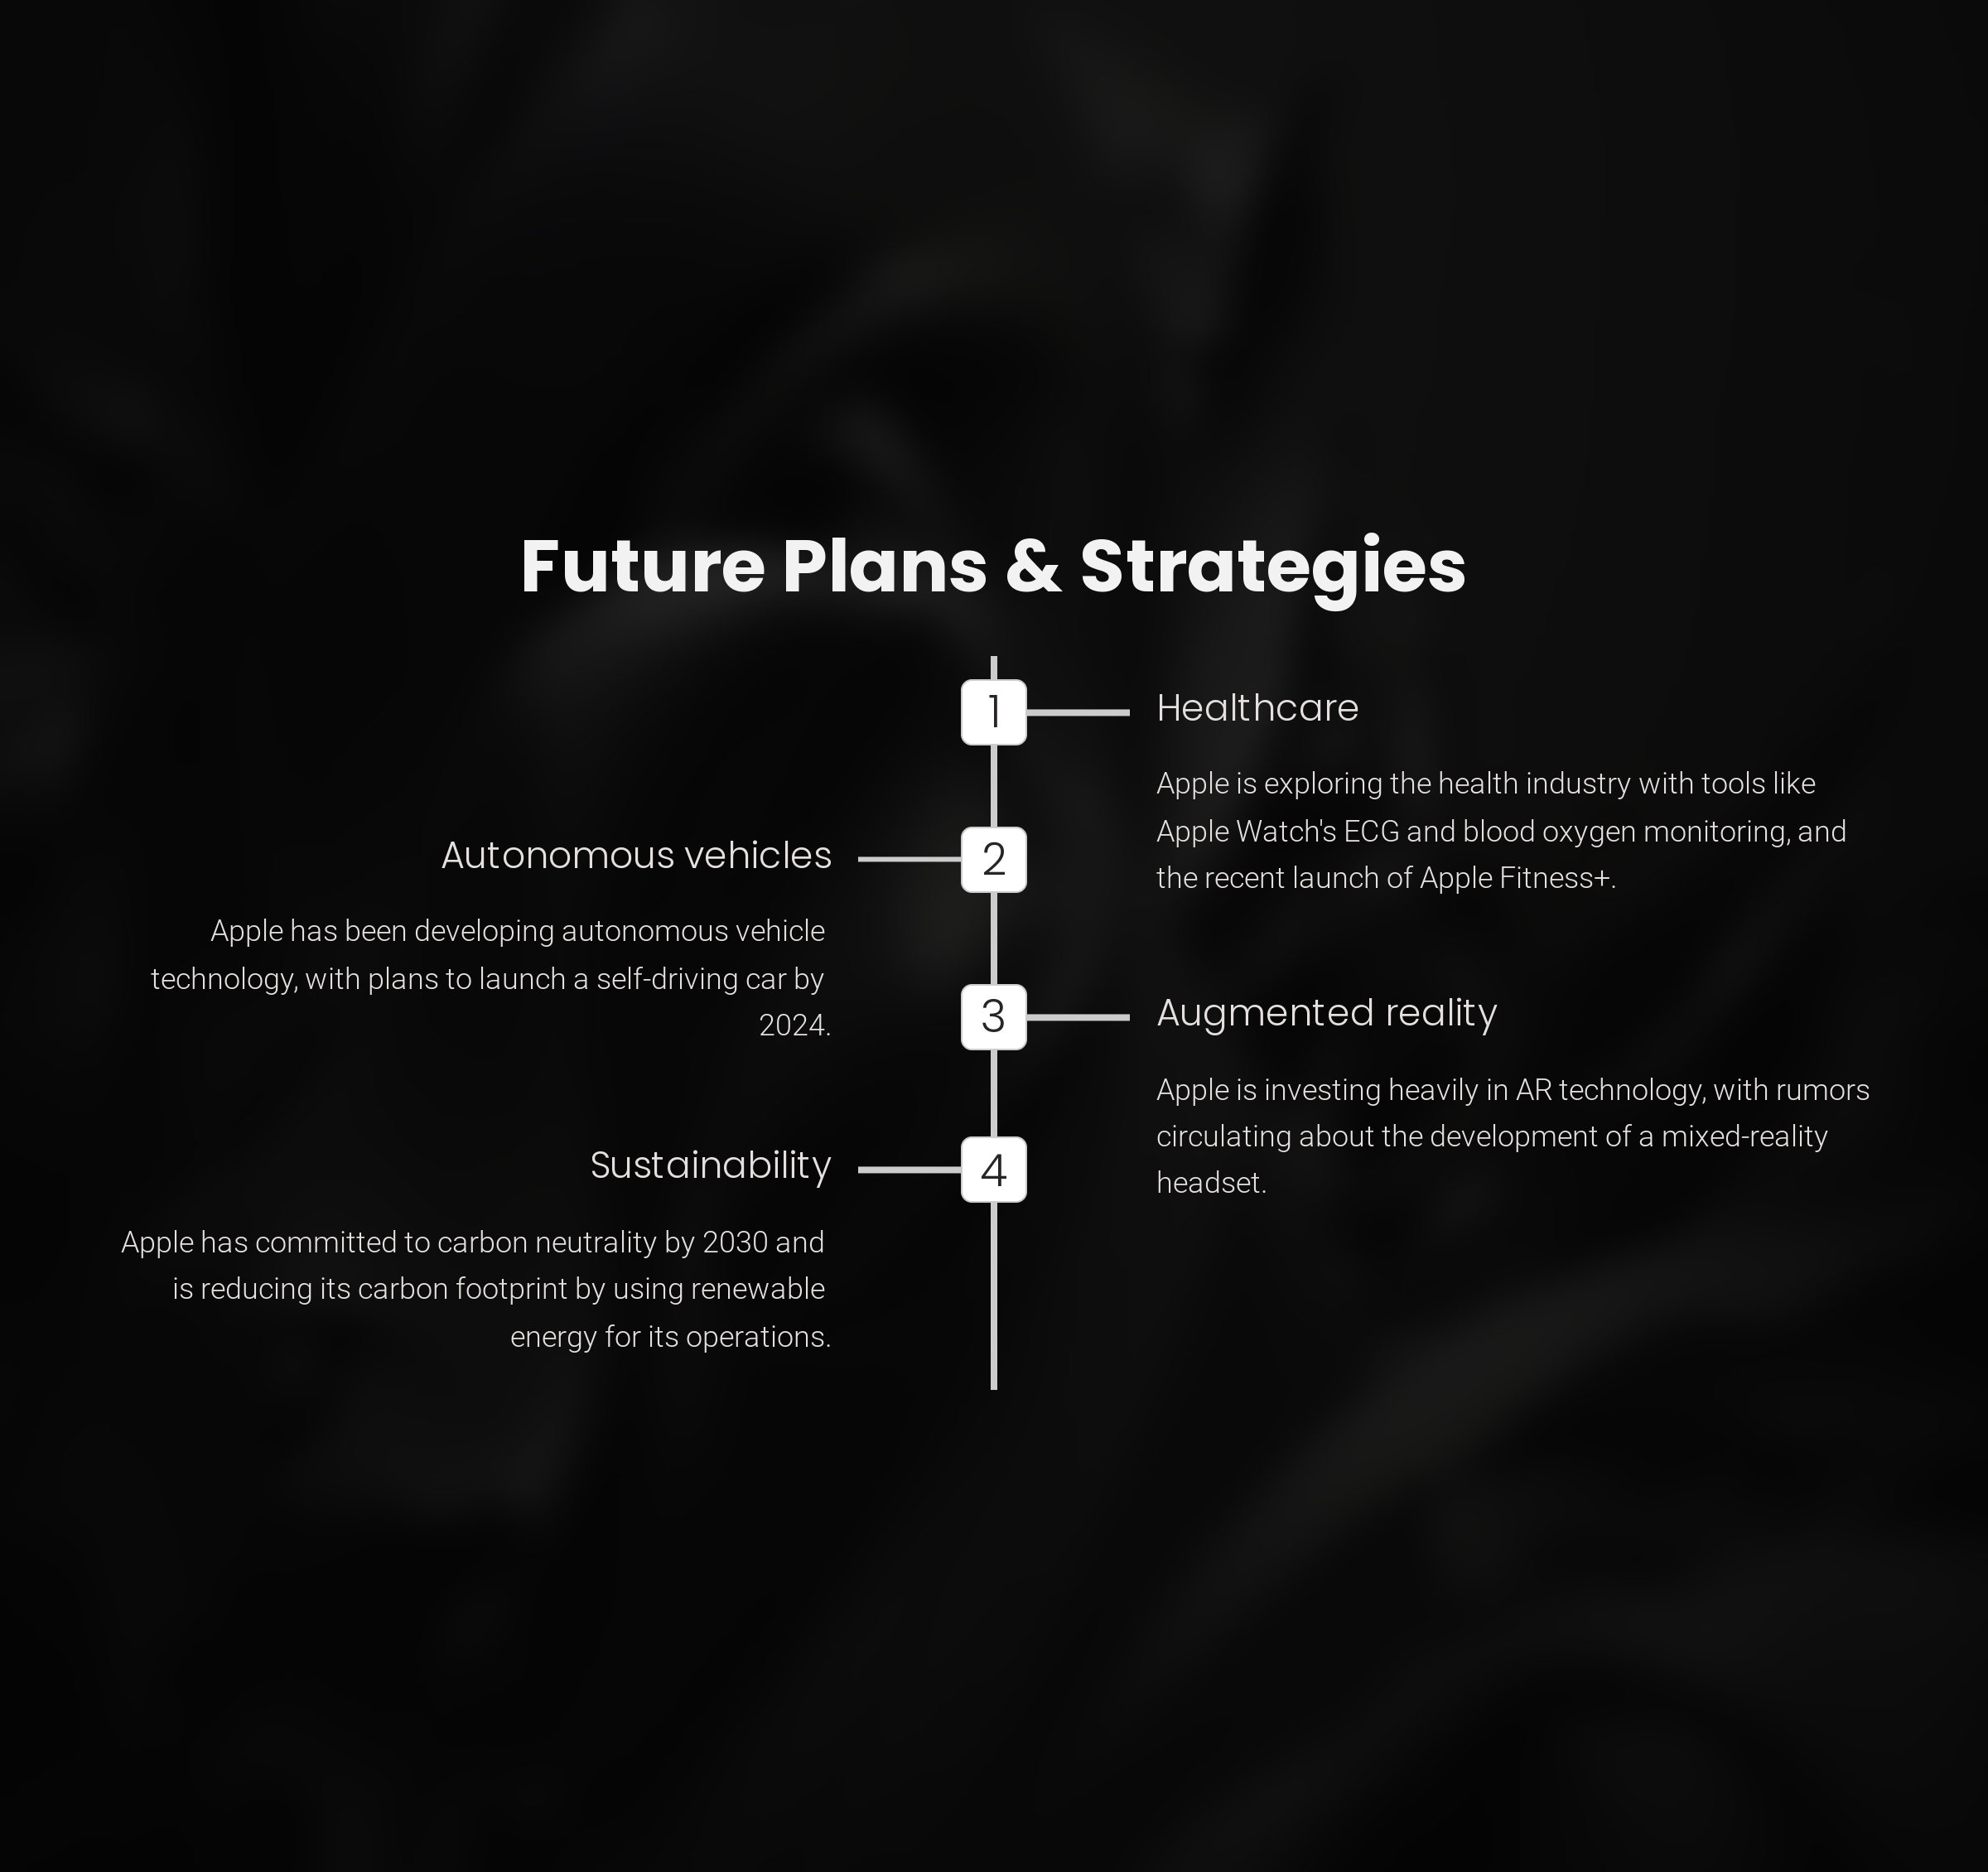 Future Plans & Strategies
1
Healthcare
Apple is exploring the health industry with tools like
Apple Watch's ECG and blood oxygen monitoring, and
the recent launch of Apple Fitness+.
2
Autonomous vehicles
Apple has been developing autonomous vehicle
technology, with plans to launch a self-driving car by
2024.
3
Augmented reality
Apple is investing heavily in AR technology, with rumors
circulating about the development of a mixed-reality
headset.
4
Sustainability
Apple has committed to carbon neutrality by 2030 and
is reducing its carbon footprint by using renewable
energy for its operations.